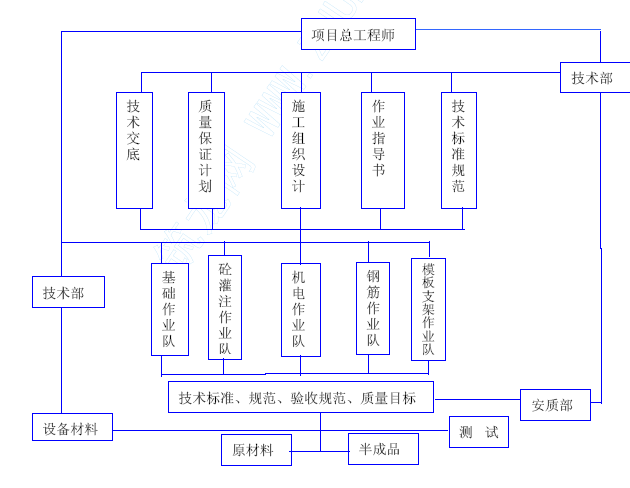 项目总工程师
技术部
技术交底
质量保证计划
施工组织设计
作业指导书
技术标准规范
技术部
基础作业队
砼灌注作业队
机电作业队
钢筋作业队
模板支架作业队
技术标准、规范、验收规范、质量目标
安质部
设备材料
测 试
原材料
半成品